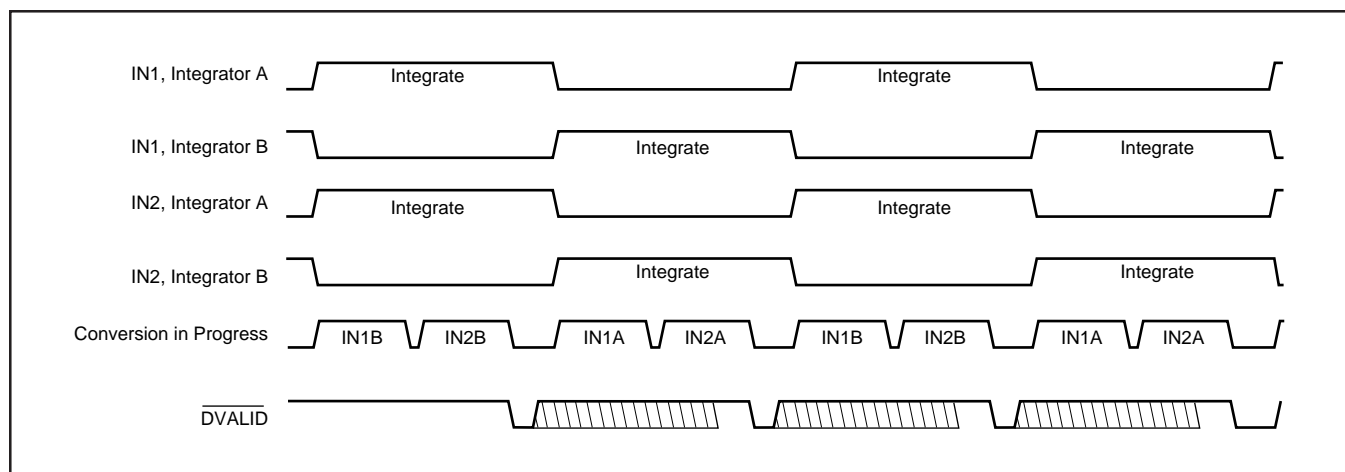 IN1, Integrator A Integrate Integrate
IN1, Integrator B Integrate Integrate
IN2, Integrator A Integrate Integrate
IN2, Integrator B Integrate Integrate
Conversion in Progress IN1B IN2B IN1A IN2A IN1B IN2B IN1A IN2A
DVALID